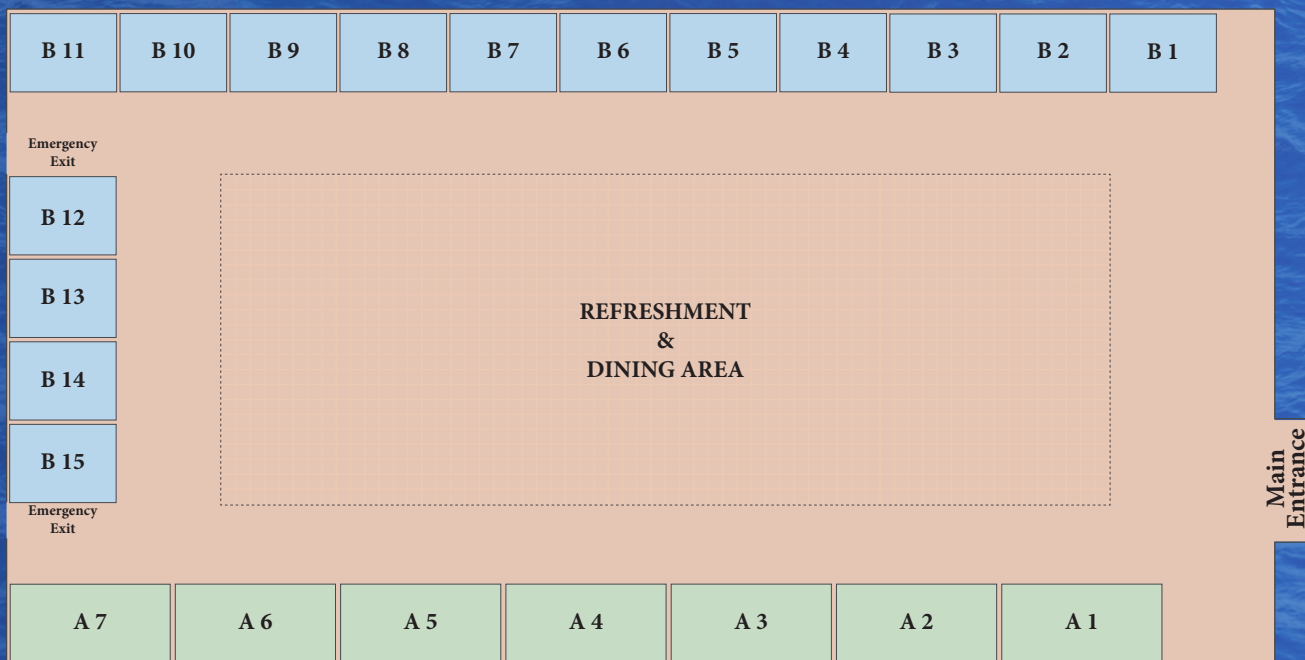 B 11 B 10 B 9 B 8 B 7 B 6 B 5 B 4 B 3 B 2 B 1
Emergency
Exit
B 12
B 13
REFRESHMENT
&
DINING AREA
B 14
B 15
Main
Entrance
Emergency
Exit
A 7 A 6 A 5 A 4 A 3 A 2 A 1